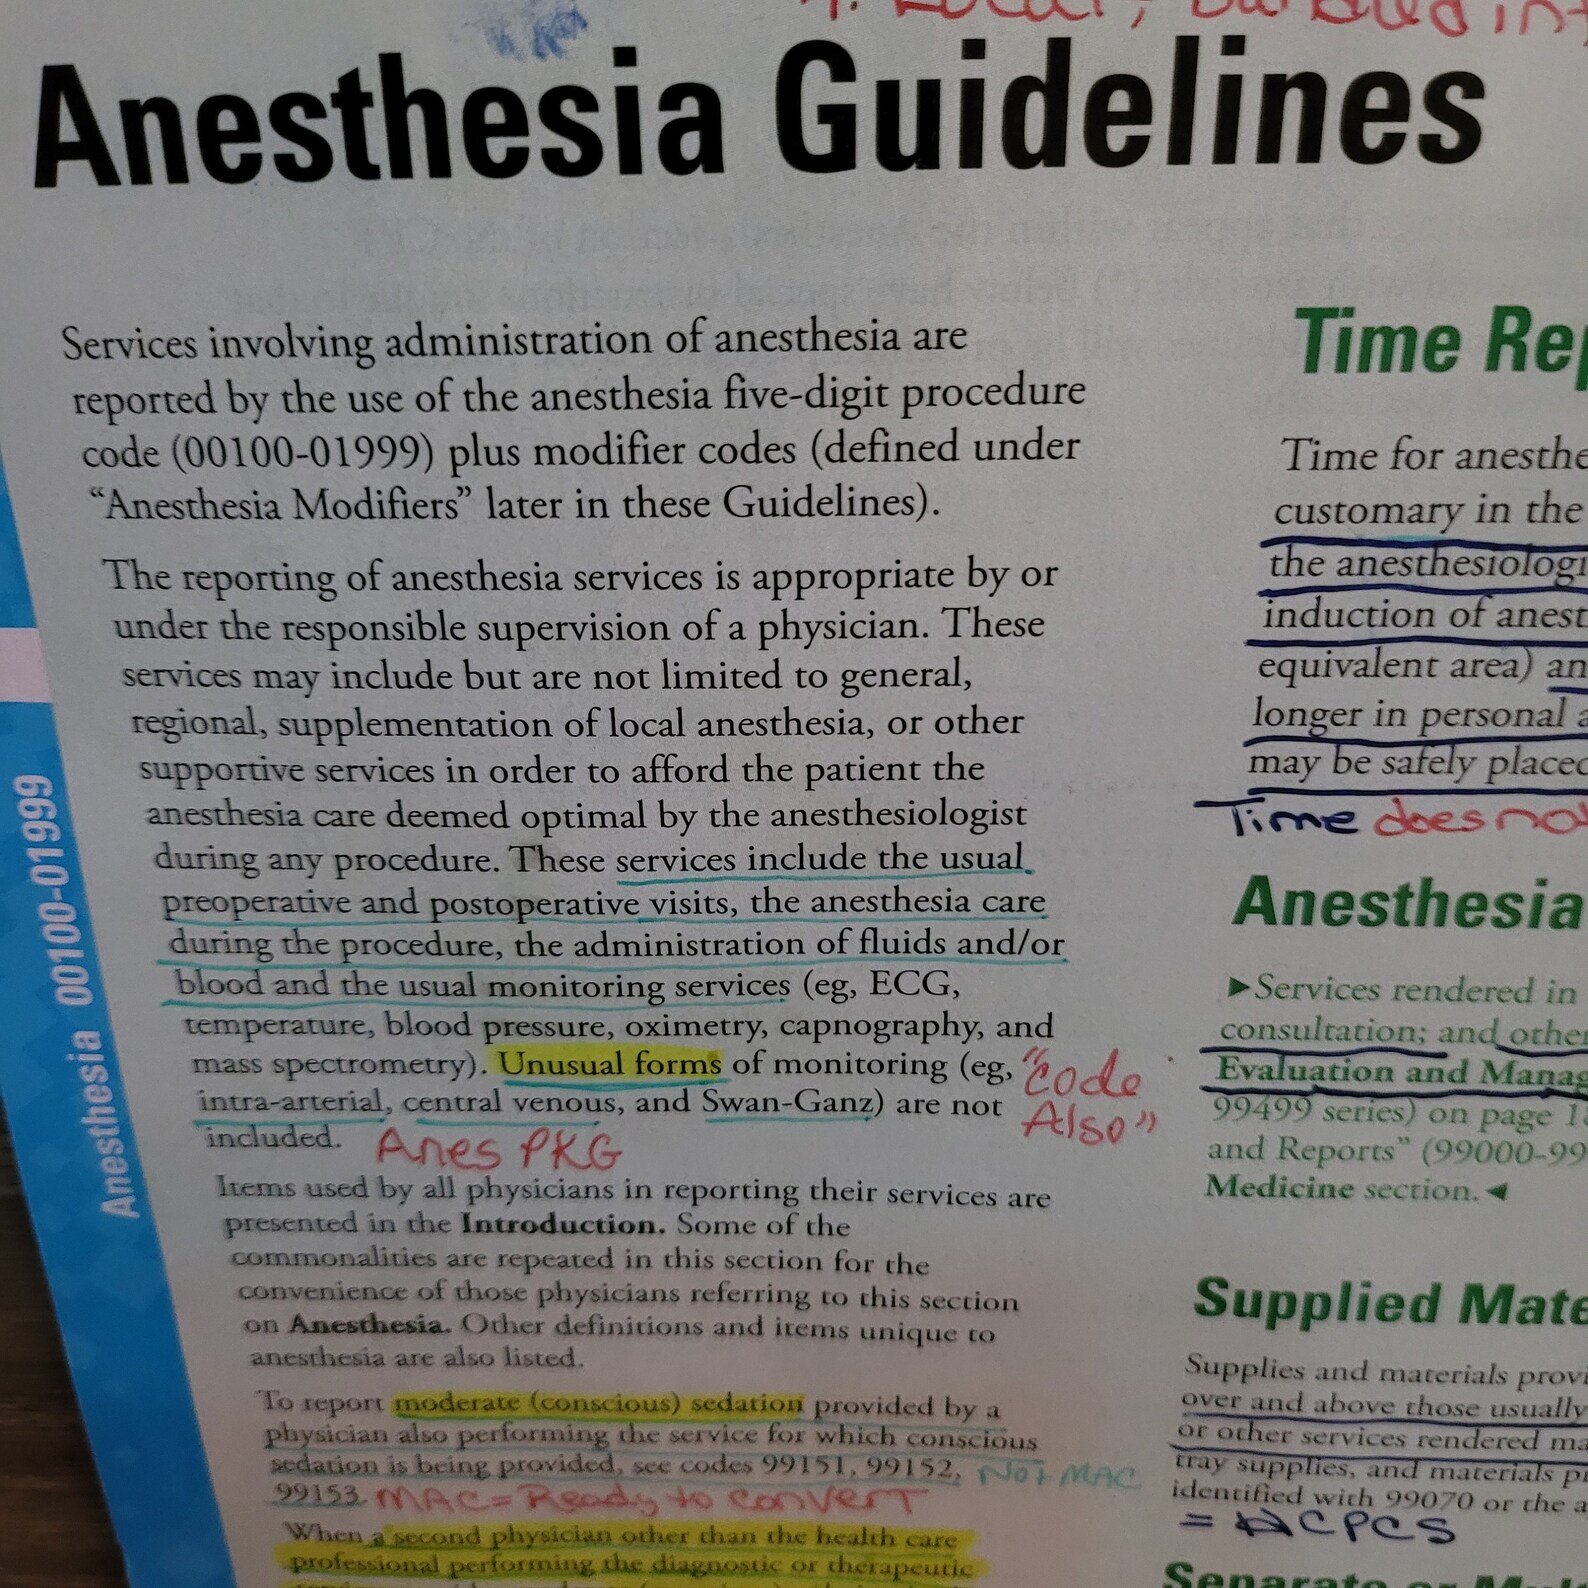 Anesthesia Guidelines
Services involving administration of anesthesia are
reported by the use of the anesthesia five-digit procedure
code (00100-01999) plus modifier codes (defined under
“Anesthesia Modifiers” later in these Guidelines).
The reporting of anesthesia services is appropriate by or
under the responsible supervision of a physician. These
services may include but are not limited to general,
regional, supplementation of local anesthesia, or other
supportive services in order to afford the patient the
anesthesia care deemed optimal by the anesthesiologist
during any procedure. These services include the usual
preoperative and postoperative visits, the anesthesia care
during the procedure, the administration of fluids and/or
blood and the usual monitoring services (eg, ECG,
temperature, blood pressure, oximetry, capnography, and
mass spectrometry). Unusual forms of monitoring (eg,
intra-arterial, central venous, and Swan-Ganz) are not
included. Anes PKG
"Code
Also"
Items used by all physicians in reporting their services are
presented in the Introduction. Some of the
commonalities are repeated in this section for the
convenience of those physicians referring to this section
on Anesthesia. Other definitions and items unique to
anesthesia are also listed.
To report moderate (conscious) sedation provided by a
physician also performing the service for which conscious
sedation is being provided, see codes 99151, 99152, Not MAC
99153. MAC = Ready to convert
When a second physician other than the health care
professional performing the diagnostic or therapeutic
Time Rep
Time for anesthe
customary in the
the anesthesiologi
induction of anest
equivalent area) an
longer in personal a
may be safely placed
Time does not
Anesthesia
►Services rendered in
consultation; and other
Evaluation and Manag
99499 series) on page 1
and Reports” (99000-99
Medicine section.◄
Supplied Mate
Supplies and materials provi
over and above those usually
or other services rendered ma
tray supplies, and materials pr
identified with 99070 or the a
= HCPCS
Separate or Mul
Anesthesia 00100-01999